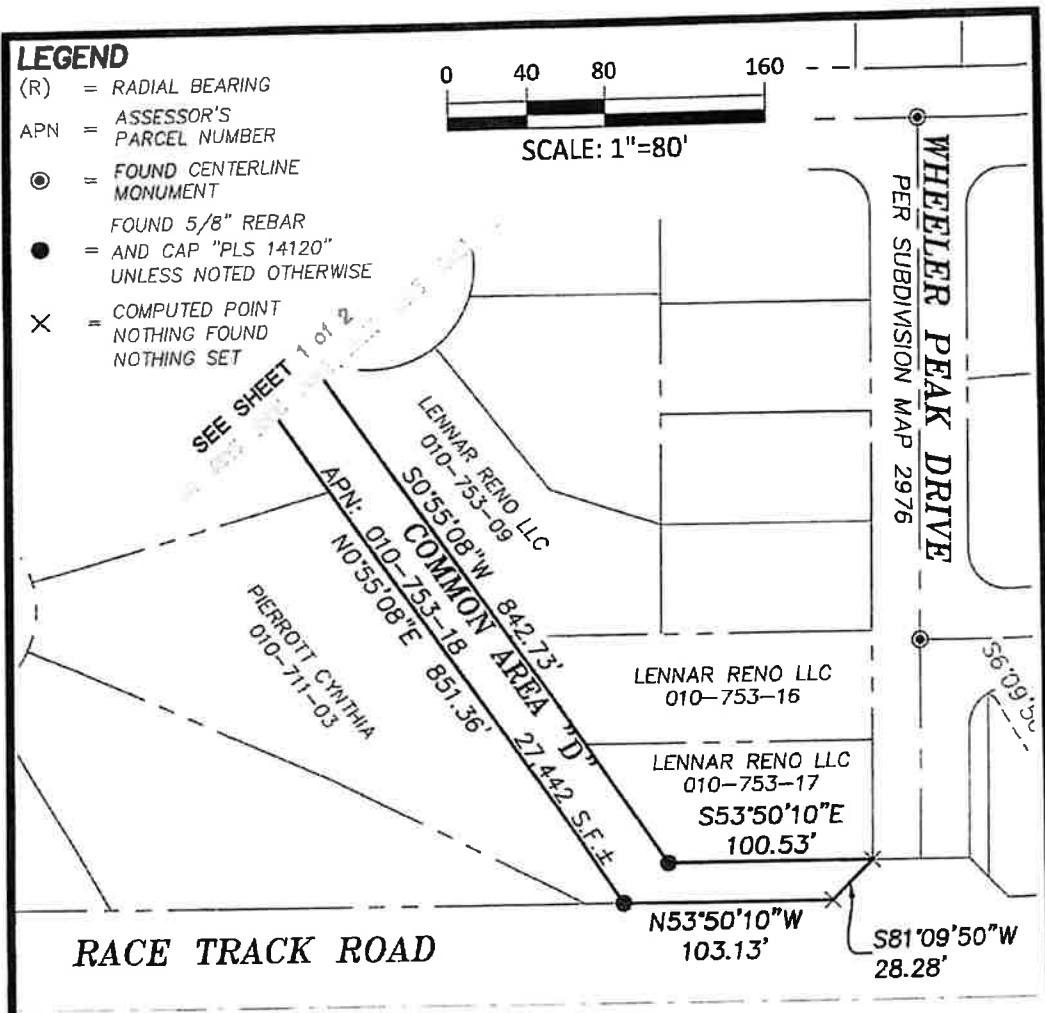 LEGEND
(R) = RADIAL BEARING
APN = ASSESSOR'S
PARCEL NUMBER
= FOUND CENTERLINE
MONUMENT
FOUND 5/8" REBAR
= AND CAP "PLS 14120"
UNLESS NOTED OTHERWISE
= COMPUTED POINT
NOTHING FOUND
NOTHING SET
0 40 80 160
SCALE: 1"=80'
WHEELER PEAK DRIVE
PER SUBDIVISION MAP 2976
SEE SHEET 1 of 2
LENNAR RENO LLC
010-753-09
S0°55'08"W 842.73'
COMMON AREA "D"
APN: 010-753-18 27,442 S.F.±
N0°55'08"E 851.36'
PIERROTT CYNTHIA
010-711-03
LENNAR RENO LLC
010-753-16
LENNAR RENO LLC
010-753-17
S53°50'10"E
100.53'
N53°50'10"W
103.13'
S81°09'50"W
28.28'
RACE TRACK ROAD